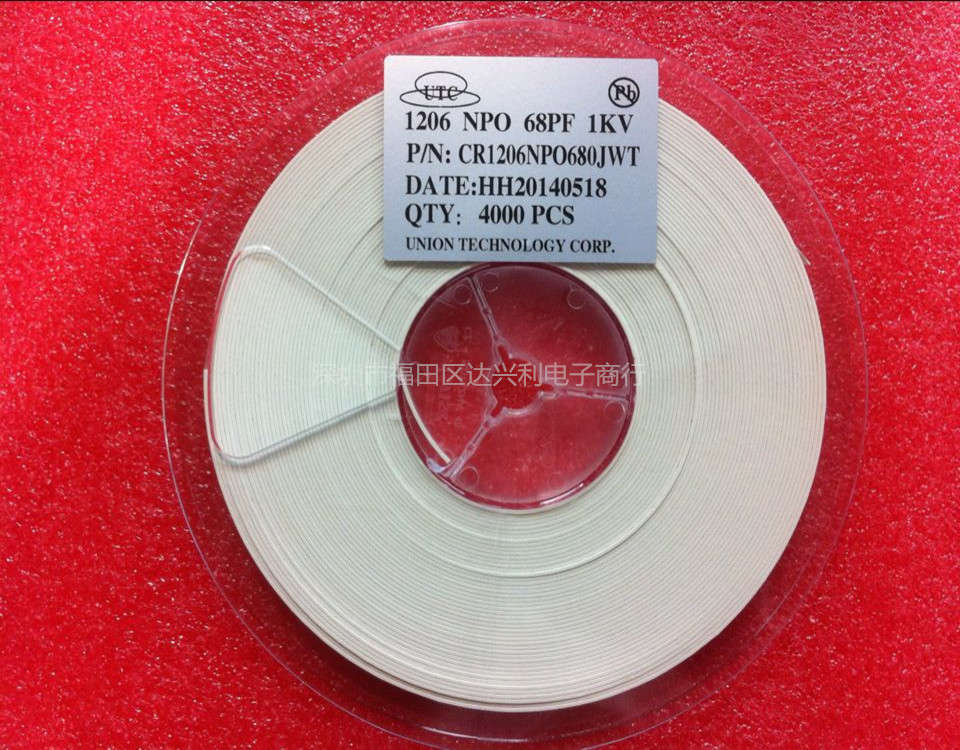 UTC
Pb
1206 NPO 68PF 1KV
P/N: CR1206NPO680JWT
DATE:HH20140518
QTY: 4000 PCS
UNION TECHNOLOGY CORP.
深圳市福田区达兴利电子商行